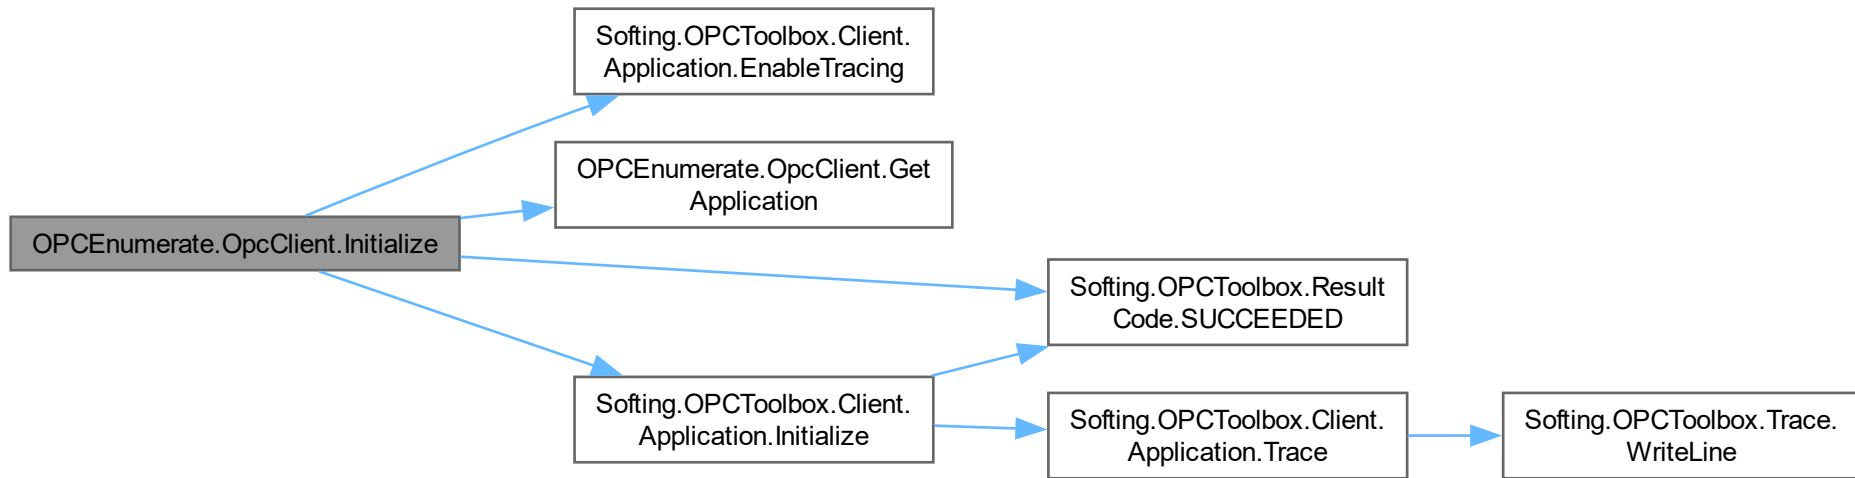 Softing.OPCToolbox.Client.
Application.EnableTracing
OPCEnumerate.OpcClient.Get
Application
OPCEnumerate.OpcClient.Initialize
Softing.OPCToolbox.Result
Code.SUCCEEDED
Softing.OPCToolbox.Client.
Application.Initialize
Softing.OPCToolbox.Client.
Application.Trace
Softing.OPCToolbox.Trace.
WriteLine